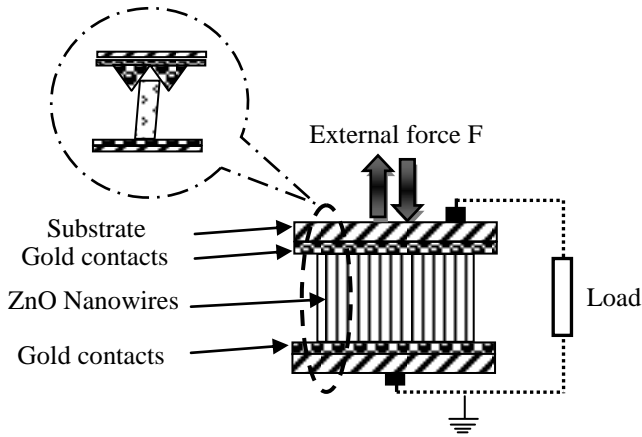 External force F
Substrate
Gold contacts
ZnO Nanowires
Load
Gold contacts